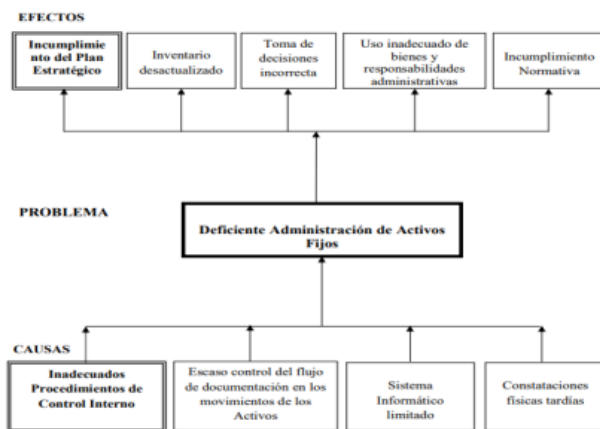 EFECTOS
Incumplimie
nto del Plan
Estratégico
Inventario
desactualizado
Toma de
decisiones
incorrecta
Uso inadecuado de
bienes y
responsabilidades
administrativas
Incumplimiento
Normativa
PROBLEMA
Deficiente Administración de Activos
Fijos
CAUSAS
Inadecuados
Procedimientos de
Control Interno
Escaso control del flujo
de documentación en los
movimientos de los
Activos
Sistema
Informático
limitado
Constataciones
físicas tardías